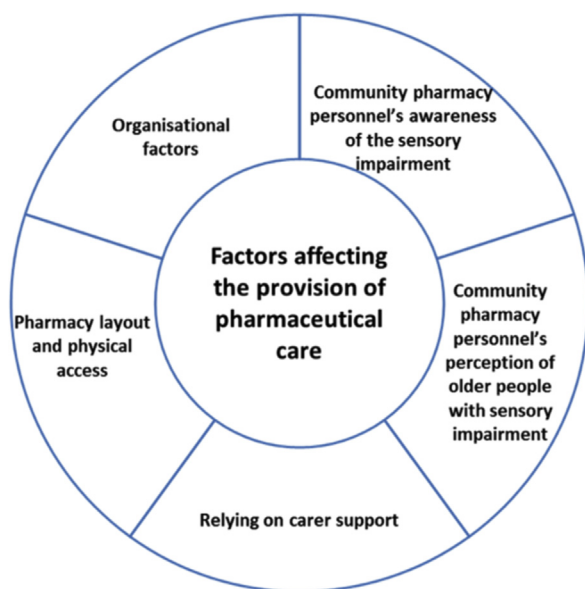 Factors affecting
the provision of
pharmaceutical
care
Community pharmacy
personnel's awareness
of the sensory
impairment
Community
pharmacy
personnel's
perception of
older people
with sensory
impairment
Relying on carer support
Pharmacy layout
and physical
access
Organisational
factors